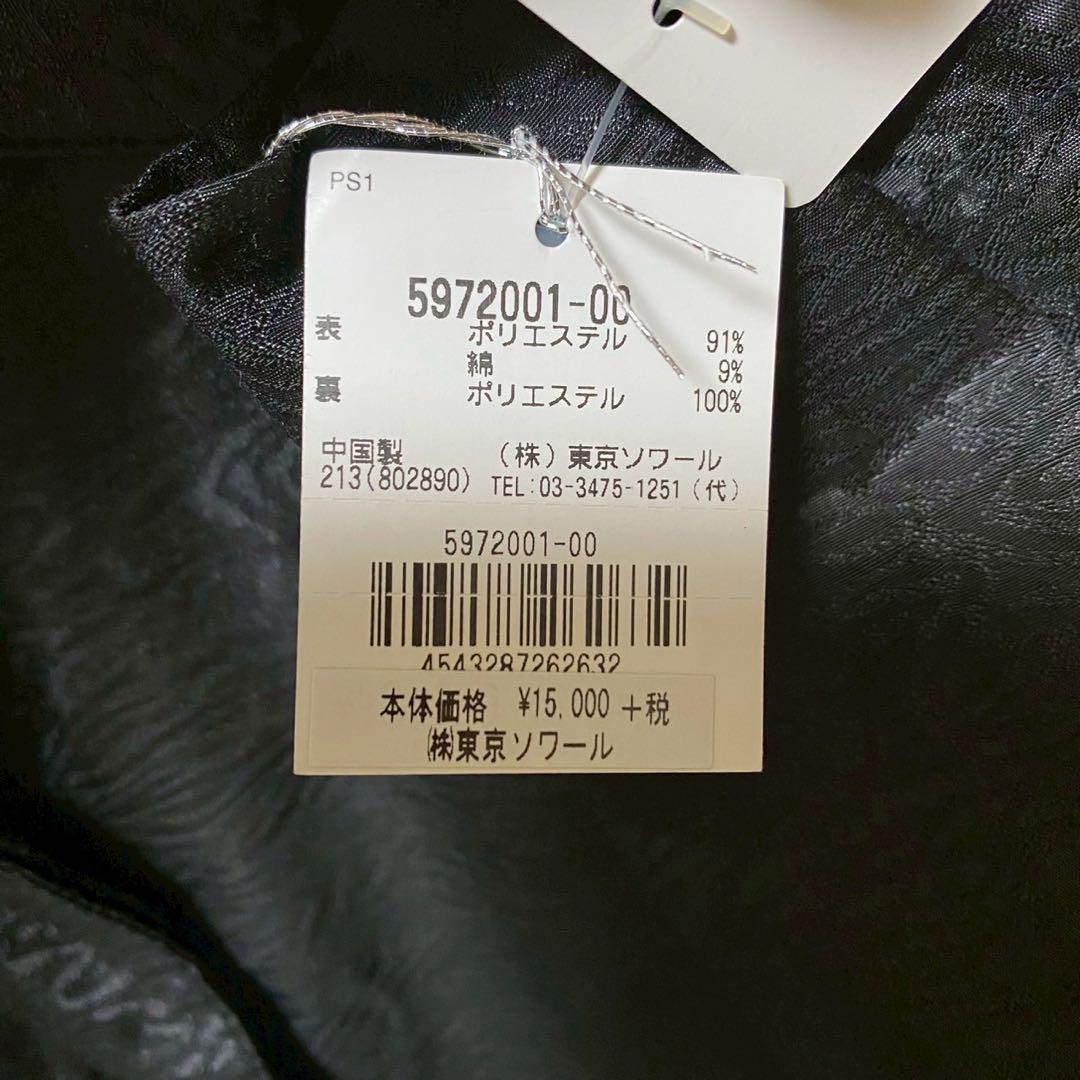 PS1
5972001-00
表 ポリエステル 91%
綿 9%
裏 ポリエステル 100%
中国製 （株）東京ソワール
213(802890) TEL:03-3475-1251（代）
5972001-00
4543287262632
本体価格 ¥15,000 +税
㈱東京ソワール